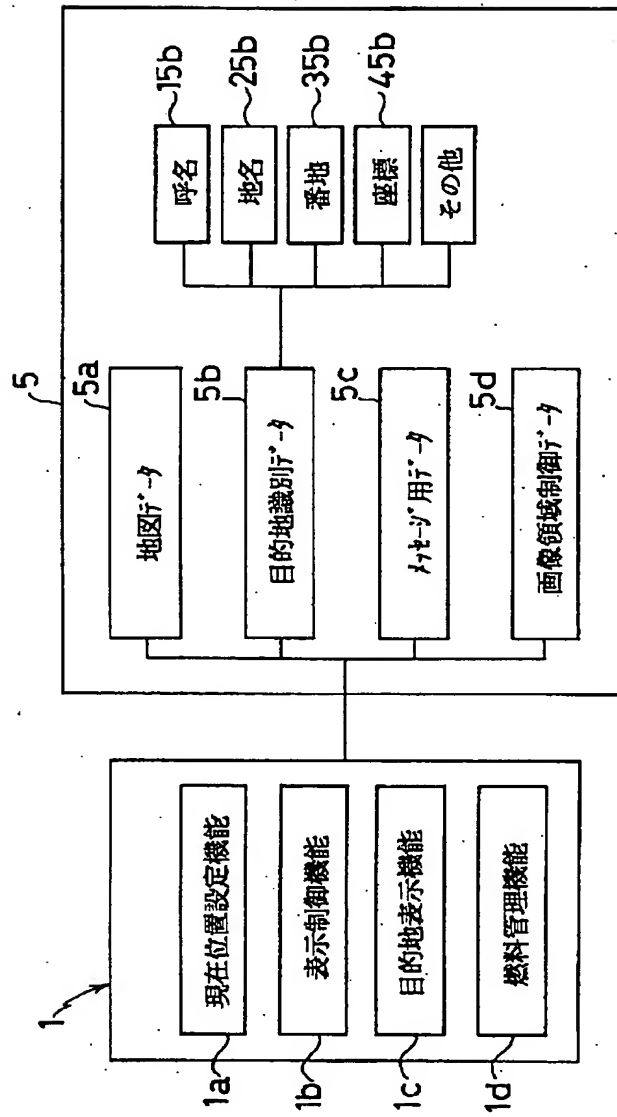 1
1a
現在位置設定機能
1b
表示制御機能
1c
目的地表示機能
1d
燃料管理機能
5
5a
地図データ
5b
目的地識別データ
5c
メッセージ用データ
5d
画像領域制御データ
呼名
15b
地名
25b
番地
35b
座標
45b
その他